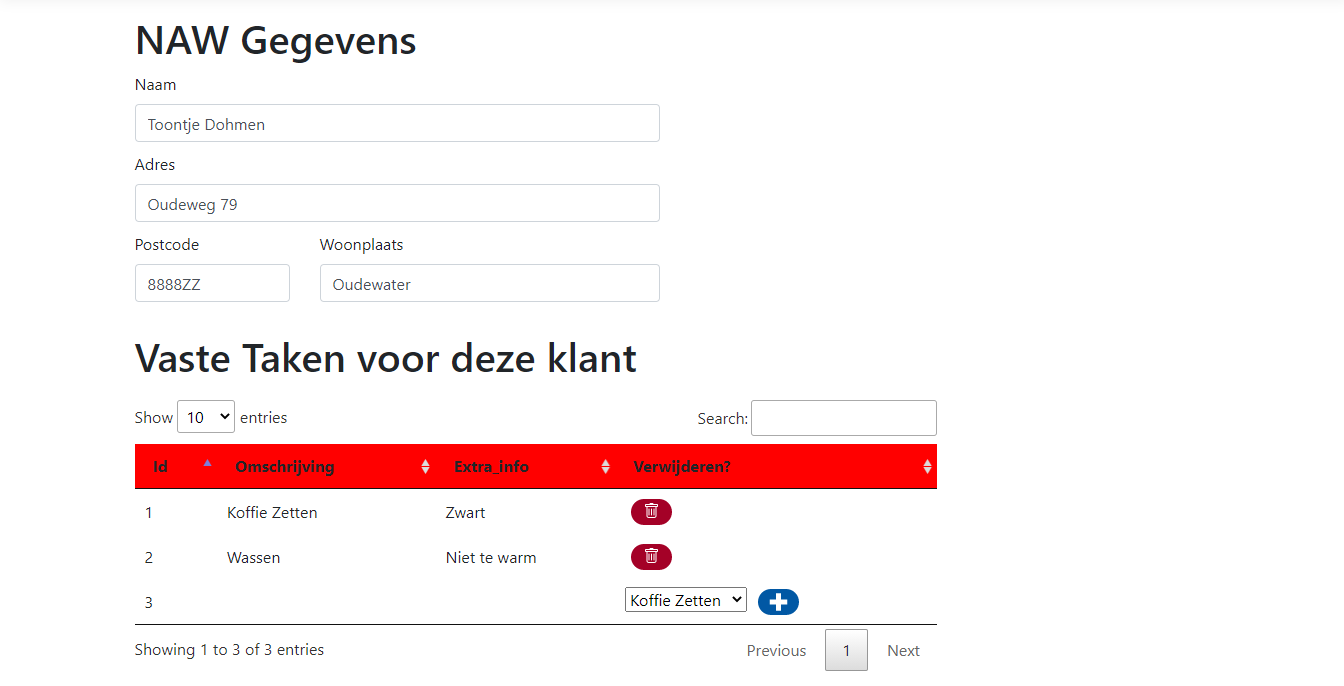 NAW Gegevens
Naam
Toontje Dohmen
Adres
Oudeweg 79
Postcode Woonplaats
8888ZZ Oudewater
Vaste Taken voor deze klant
Show 10 entries Search:
Id Omschrijving Extra_info Verwijderen?
1 Koffie Zetten Zwart
2 Wassen Niet te warm
3 Koffie Zetten
Showing 1 to 3 of 3 entries Previous 1 Next